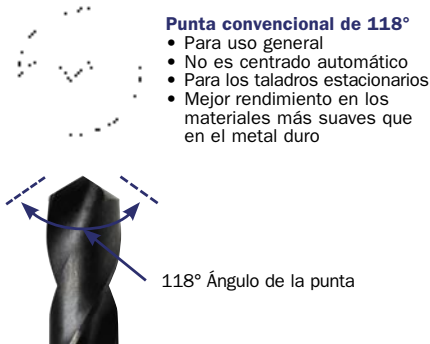 Punta convencional de 118°
• Para uso general
• No es centrado automático
• Para los taladros estacionarios
• Mejor rendimiento en los
materiales más suaves que
en el metal duro
118° Ángulo de la punta